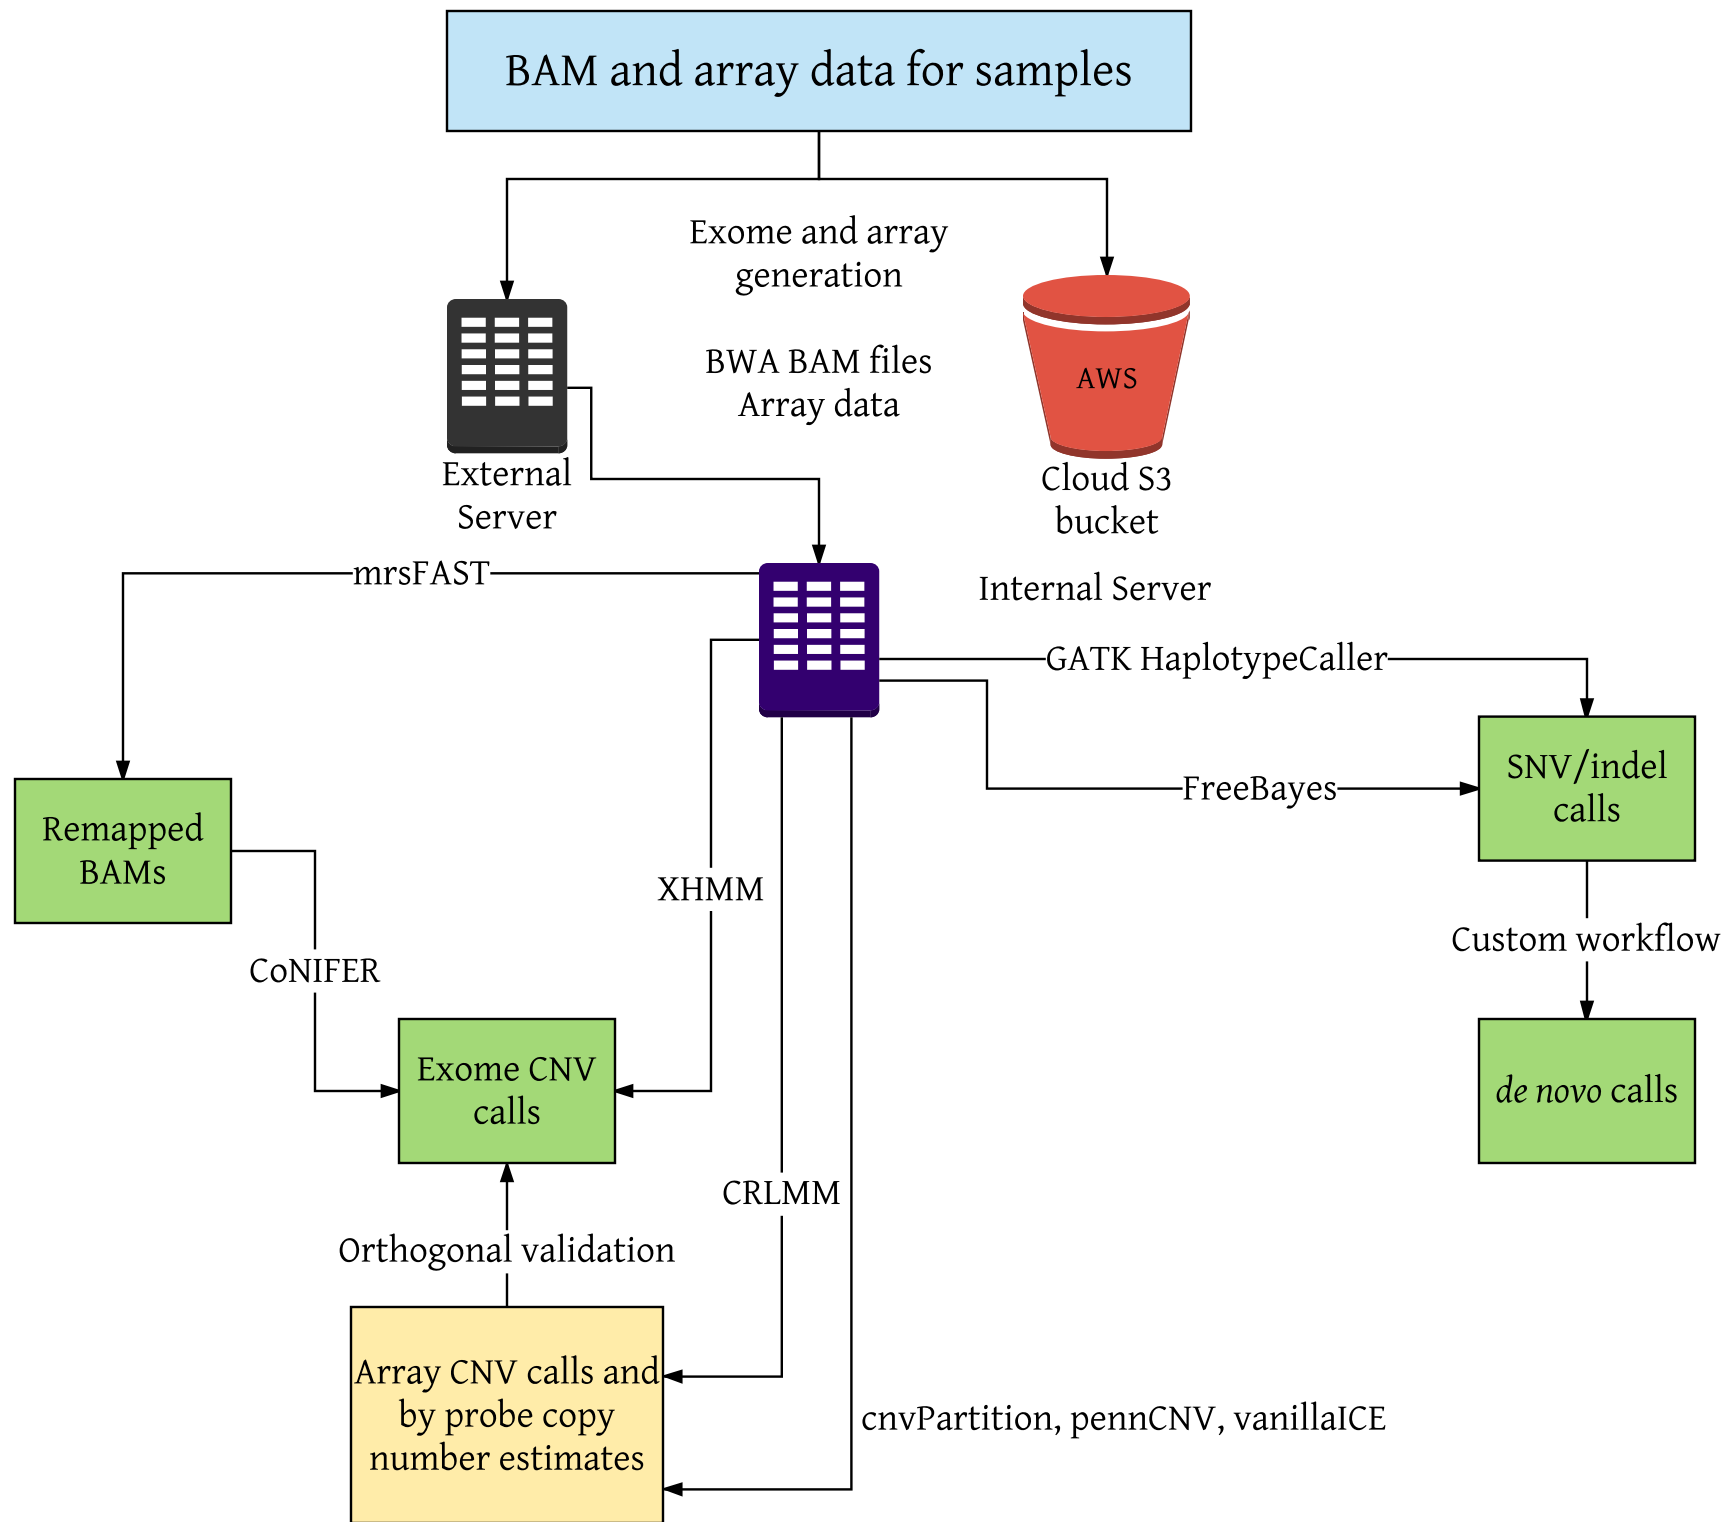 BAM and array data for samples
Exome and array
generation
BWA BAM files
Array data
AWS
External
Server
Cloud S3
bucket
mrsFAST
Internal Server
GATK HaplotypeCaller
SNV/indel
calls
FreeBayes
Remapped
BAMs
XHMM
Custom workflow
CoNIFER
Exome CNV
calls
de novo calls
CRLMM
Orthogonal validation
Array CNV calls and
by probe copy
number estimates
cnvPartition, pennCNV, vanillaICE